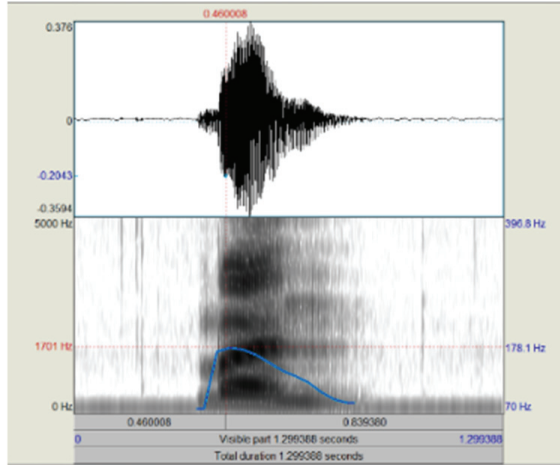 0.460008
0.376
0
-0.2043
-0.3594
5000 Hz 396.8 Hz
1701 Hz 178.1 Hz
0 Hz 70 Hz
0.460008 0.839380
0 Visible part 1.299388 seconds 1.299388
Total duration 1.299388 seconds